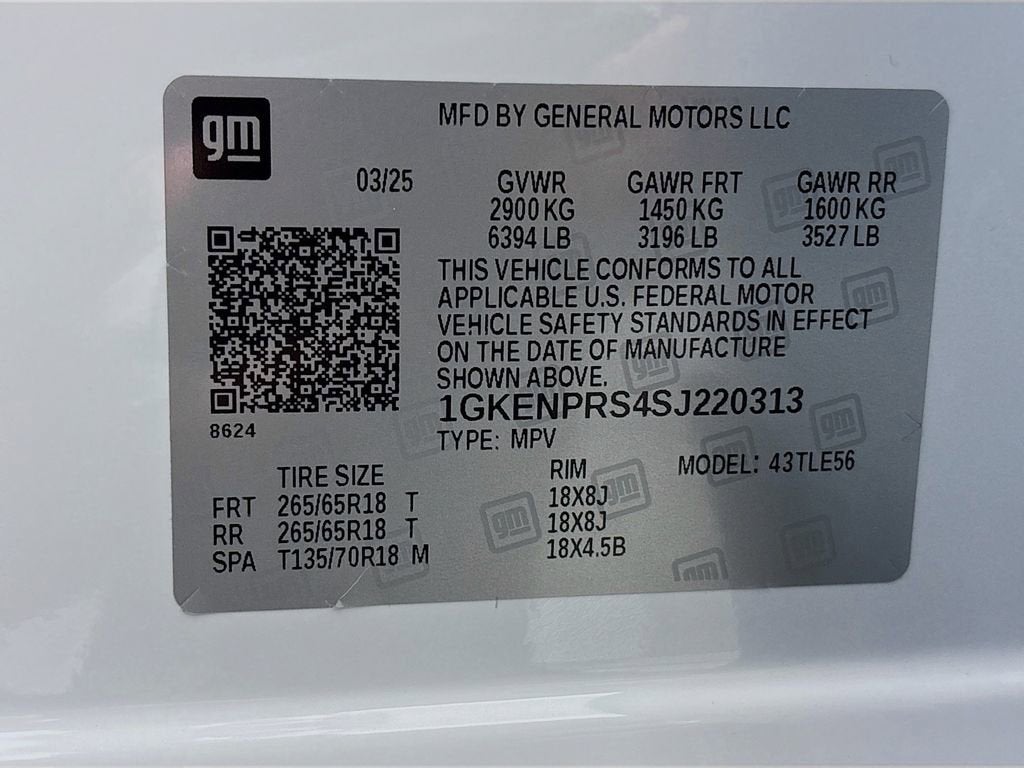 gm
MFD BY GENERAL MOTORS LLC
03/25 GVWR GAWR FRT GAWR RR
2900 KG 1450 KG 1600 KG
6394 LB 3196 LB 3527 LB
THIS VEHICLE CONFORMS TO ALL
APPLICABLE U.S. FEDERAL MOTOR
VEHICLE SAFETY STANDARDS IN EFFECT
ON THE DATE OF MANUFACTURE
SHOWN ABOVE.
1GKENPRS4SJ220313
8624
TYPE: MPV
TIRE SIZE RIM MODEL: 43TLE56
FRT 265/65R18 T 18X8J
RR 265/65R18 T 18X8J
SPA T135/70R18 M 18X4.5B